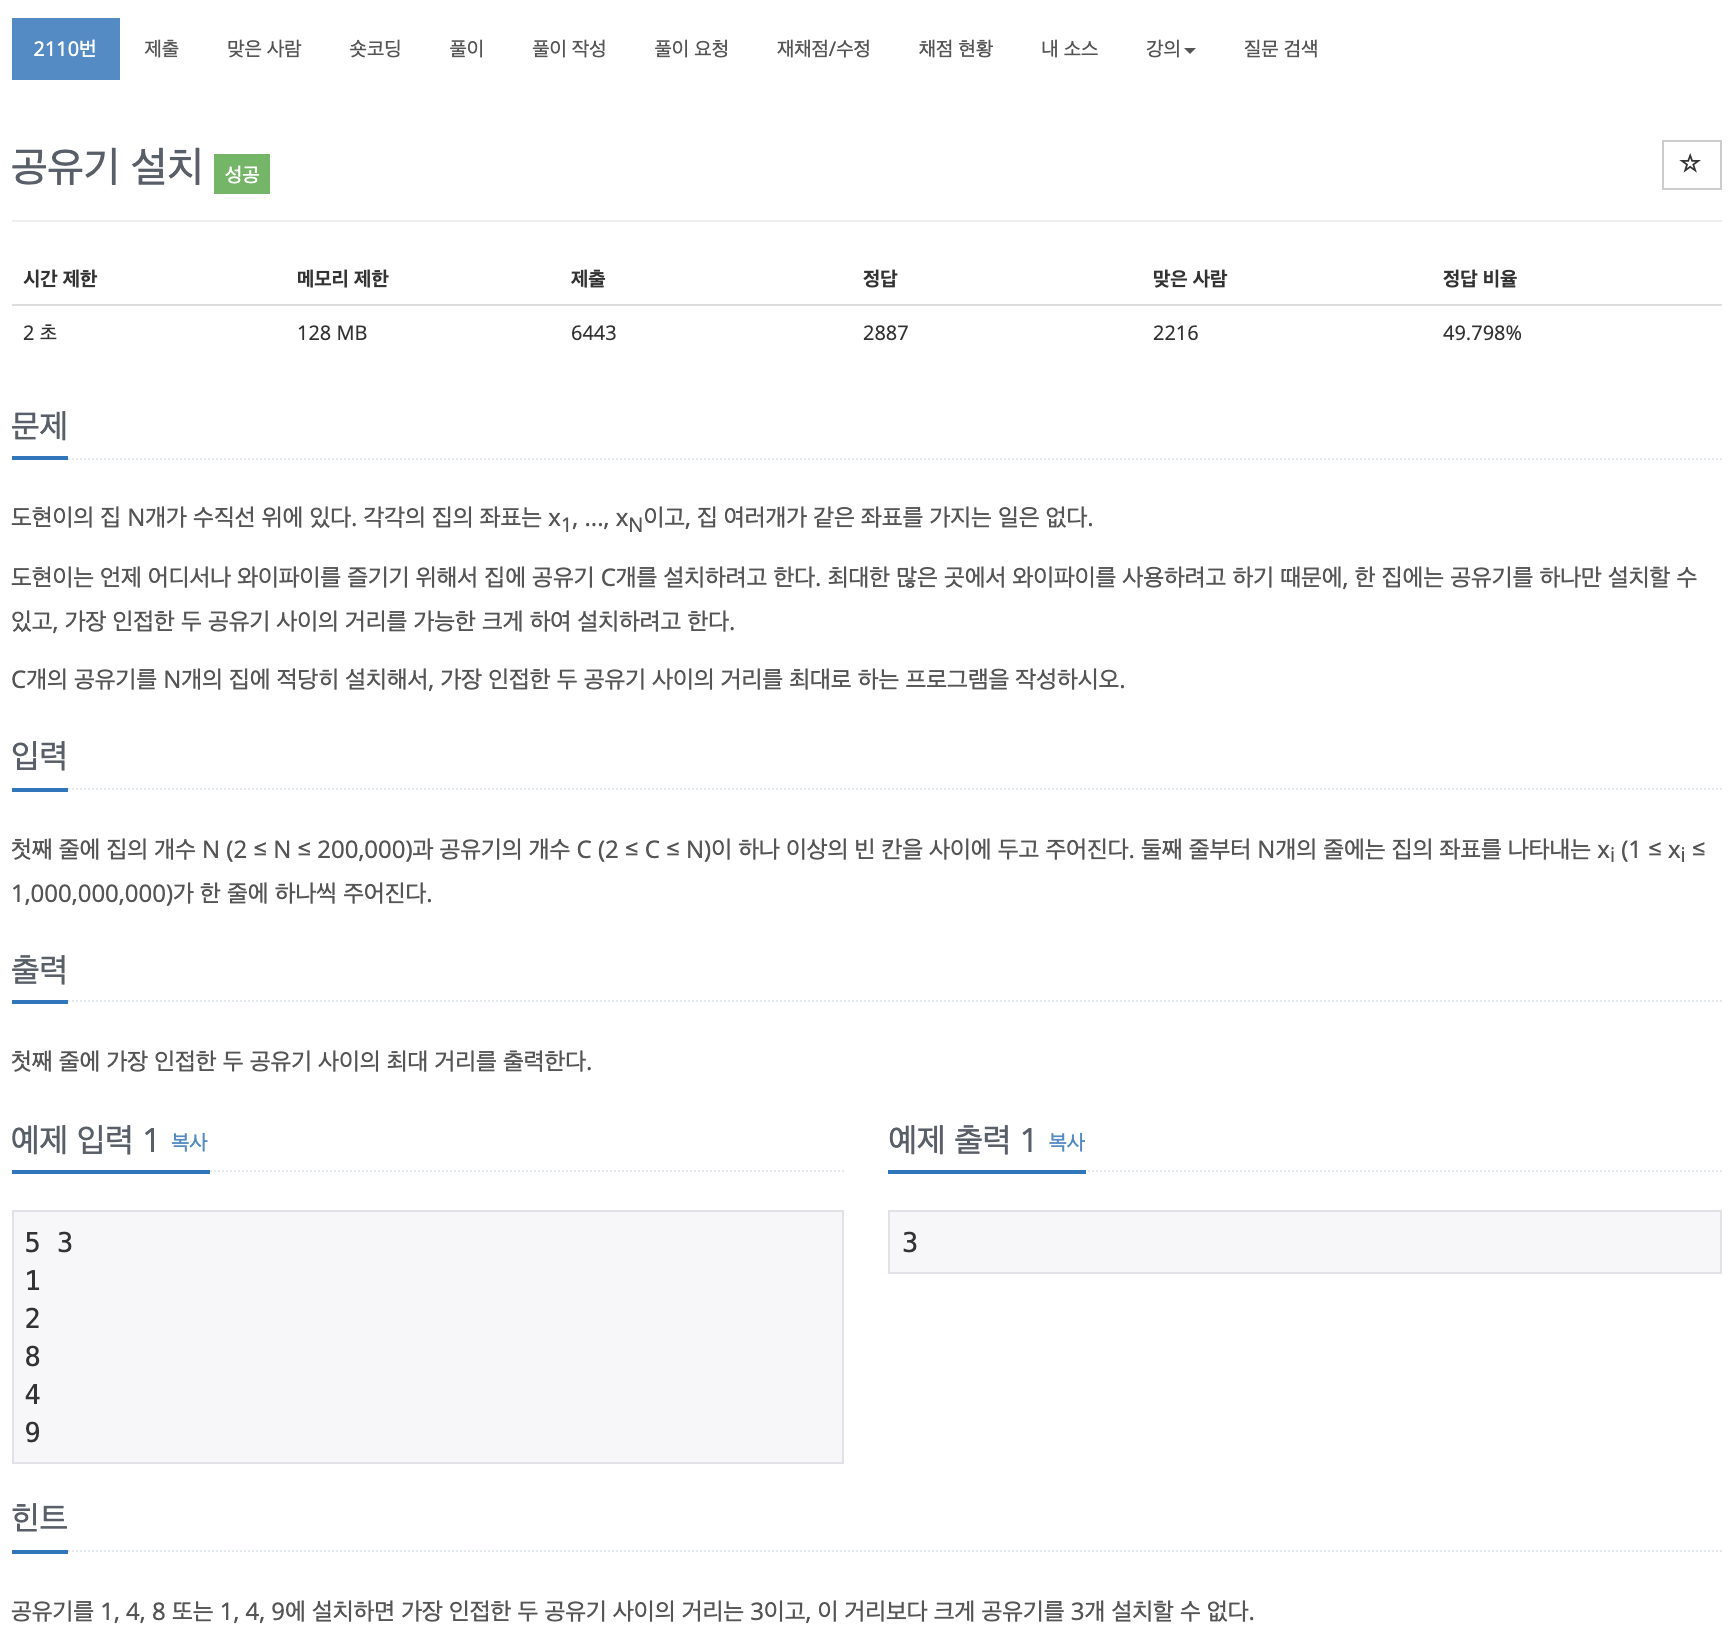 2110번 제출 맞은 사람 숏코딩 풀이 풀이 작성 풀이 요청 재채점/수정 채점 현황 내 소스 강의 질문 검색
공유기 설치 성공 ☆
시간 제한 메모리 제한 제출 정답 맞은 사람 정답 비율
2 초 128 MB 6443 2887 2216 49.798%
문제
도현이의 집 N개가 수직선 위에 있다. 각각의 집의 좌표는 x1, ..., xN이고, 집 여러개가 같은 좌표를 가지는 일은 없다.
도현이는 언제 어디서나 와이파이를 즐기기 위해서 집에 공유기 C개를 설치하려고 한다. 최대한 많은 곳에서 와이파이를 사용하려고 하기 때문에, 한 집에는 공유기를 하나만 설치할 수
있고, 가장 인접한 두 공유기 사이의 거리를 가능한 크게 하여 설치하려고 한다.
C개의 공유기를 N개의 집에 적당히 설치해서, 가장 인접한 두 공유기 사이의 거리를 최대로 하는 프로그램을 작성하시오.
입력
첫째 줄에 집의 개수 N (2 ≤ N ≤ 200,000)과 공유기의 개수 C (2 ≤ C ≤ N)이 하나 이상의 빈 칸을 사이에 두고 주어진다. 둘째 줄부터 N개의 줄에는 집의 좌표를 나타내는 xi (1 ≤ xi ≤
1,000,000,000)가 한 줄에 하나씩 주어진다.
출력
첫째 줄에 가장 인접한 두 공유기 사이의 최대 거리를 출력한다.
예제 입력 1 복사
5 3
1
2
8
4
9
예제 출력 1 복사
3
힌트
공유기를 1, 4, 8 또는 1, 4, 9에 설치하면 가장 인접한 두 공유기 사이의 거리는 3이고, 이 거리보다 크게 공유기를 3개 설치할 수 없다.